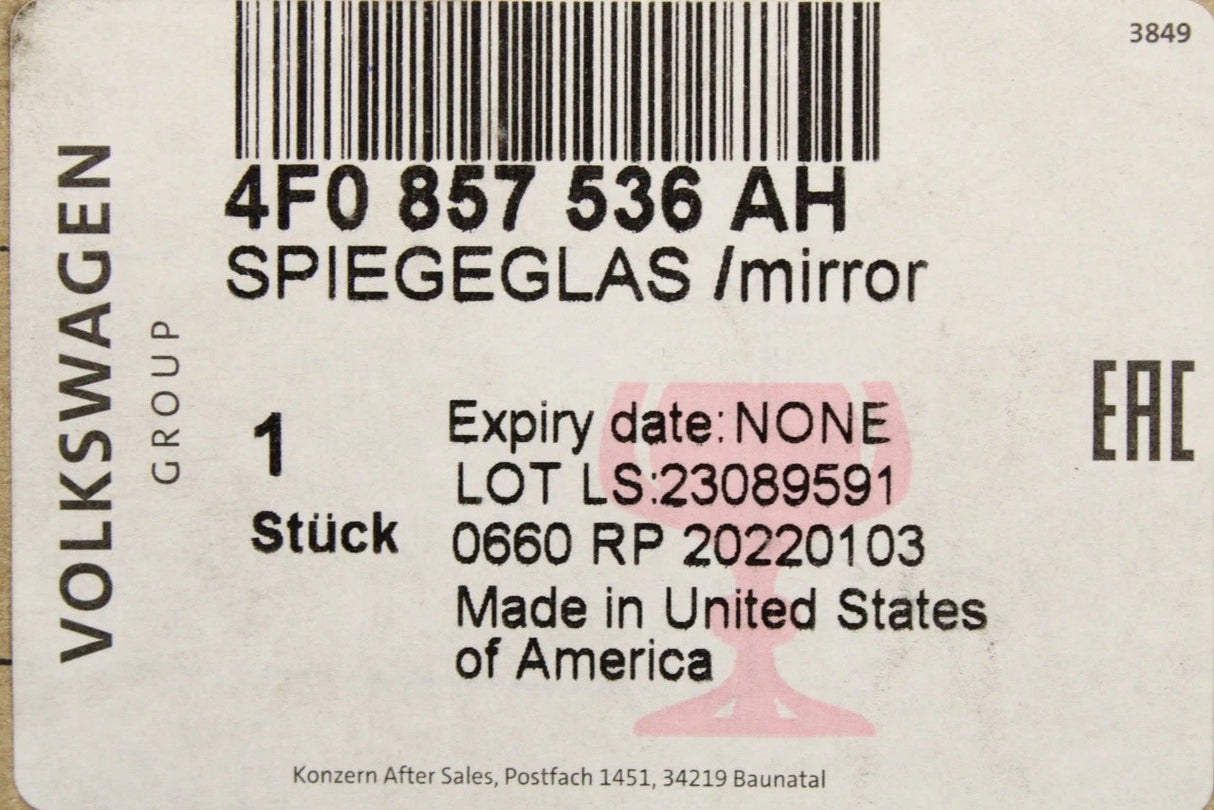 3849
4F0 857 536 AH
SPIEGEGLAS /mirror
VOLKSWAGEN
GROUP
EAC
1
Stück
Expiry date: NONE
LOT LS:23089591
0660 RP 20220103
Made in United States
of America
Konzern After Sales, Postfach 1451, 34219 Baunatal